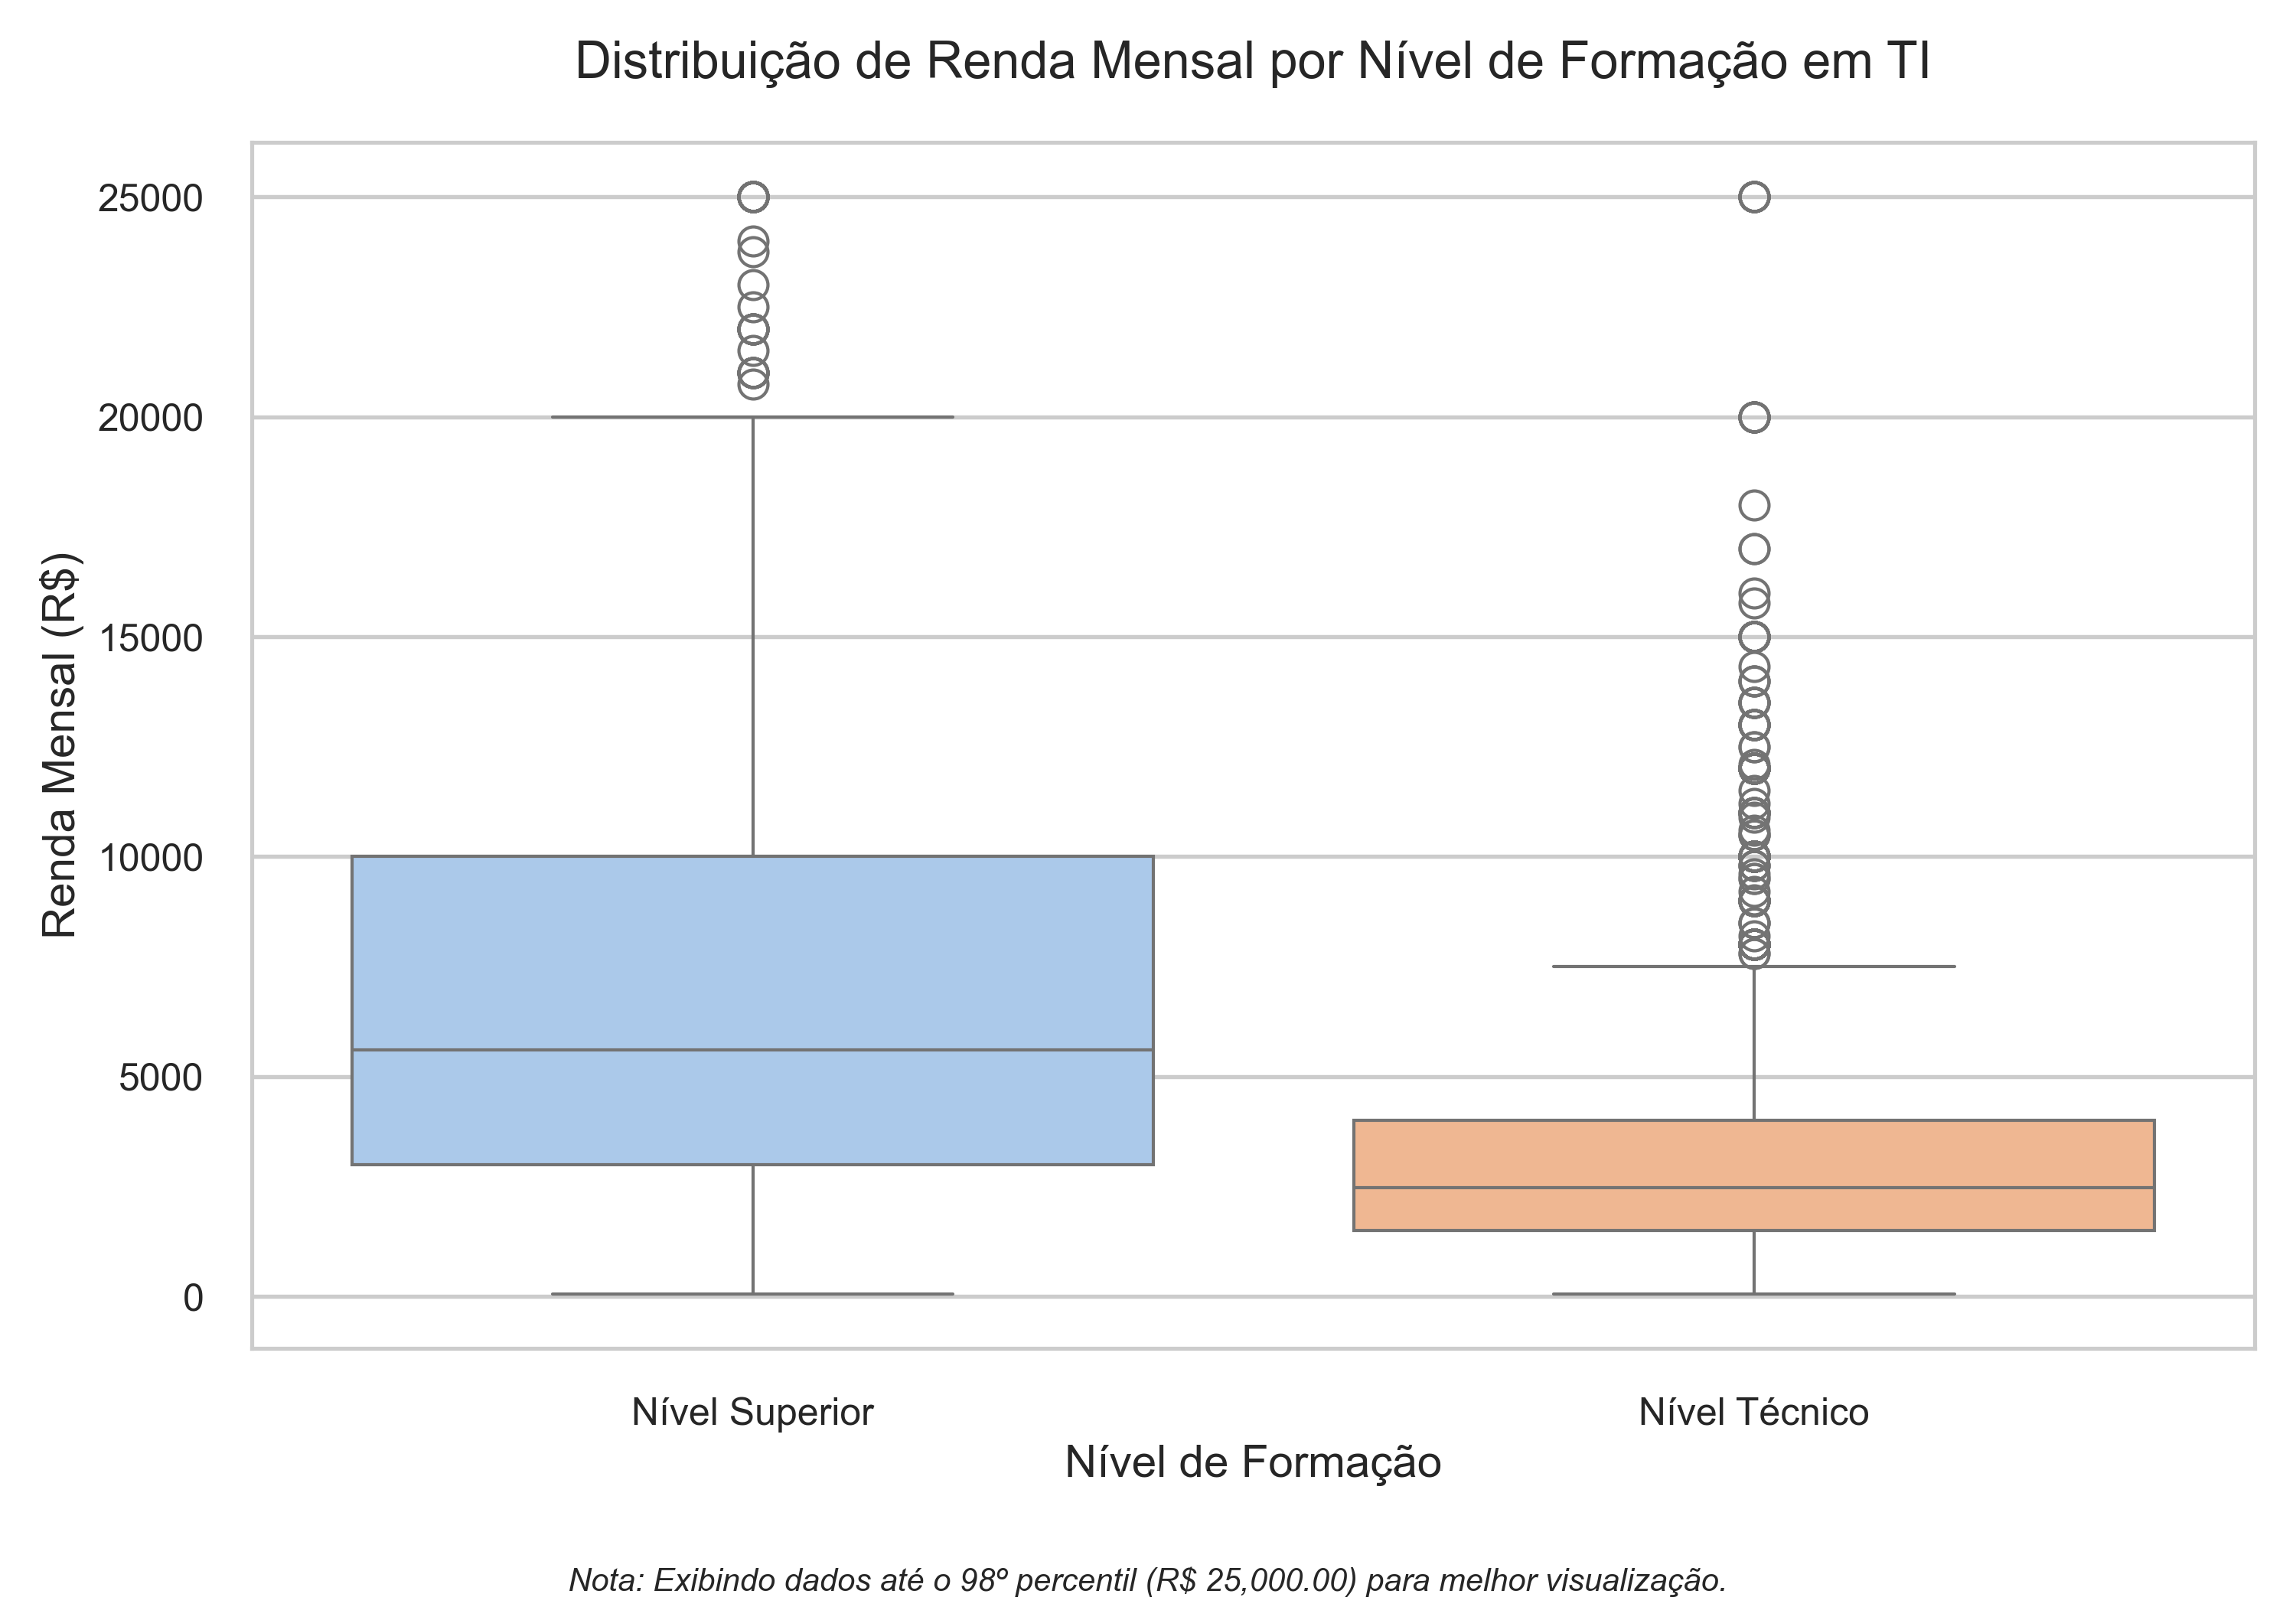 Distribuição de Renda Mensal por Nível de Formação em TI
Renda Mensal (R$)
25000
20000
15000
10000
5000
0
Nível Superior
Nível Técnico
Nível de Formação
Nota: Exibindo dados até o 98º percentil (R$ 25,000.00) para melhor visualização.